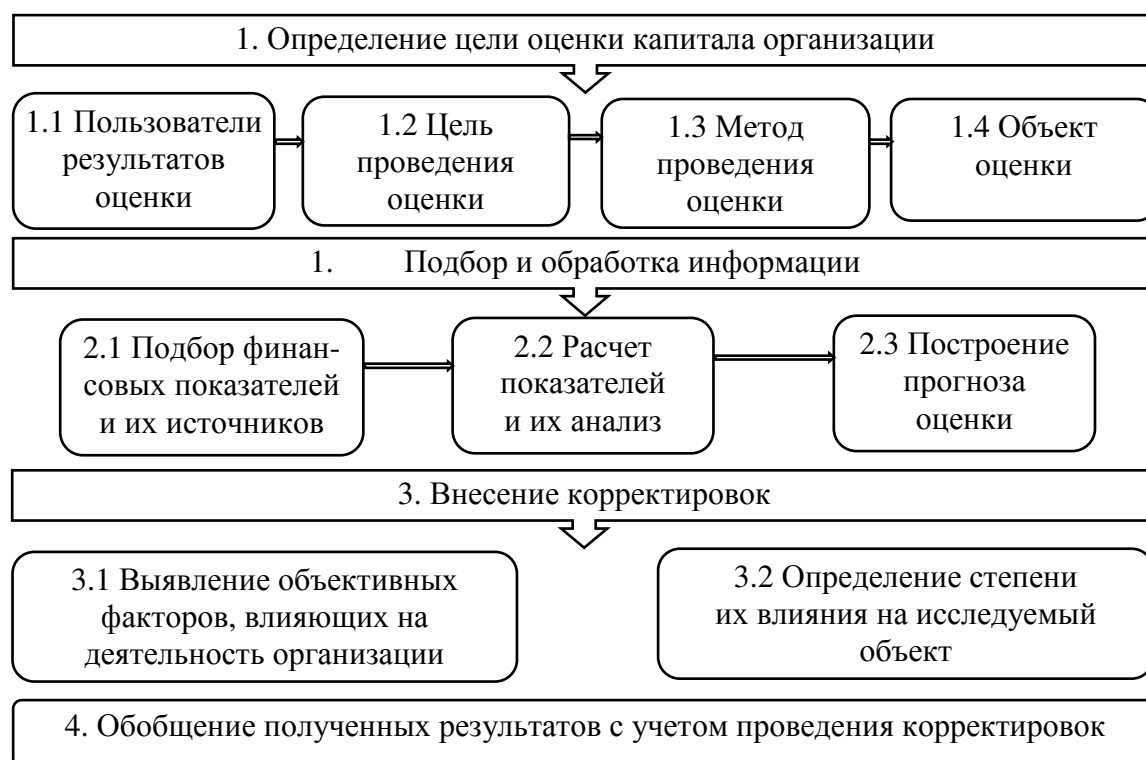 1. Определение цели оценки капитала организации
1.1 Пользователи
результатов
оценки
1.2 Цель
проведения
оценки
1.3 Метод
проведения
оценки
1.4 Объект
оценки
1. Подбор и обработка информации
2.1 Подбор финан-
совых показателей
и их источников
2.2 Расчет
показателей
и их анализ
2.3 Построение
прогноза
оценки
3. Внесение корректировок
3.1 Выявление объективных
факторов, влияющих на
деятельность организации
3.2 Определение степени
их влияния на исследуемый
объект
4. Обобщение полученных результатов с учетом проведения корректировок